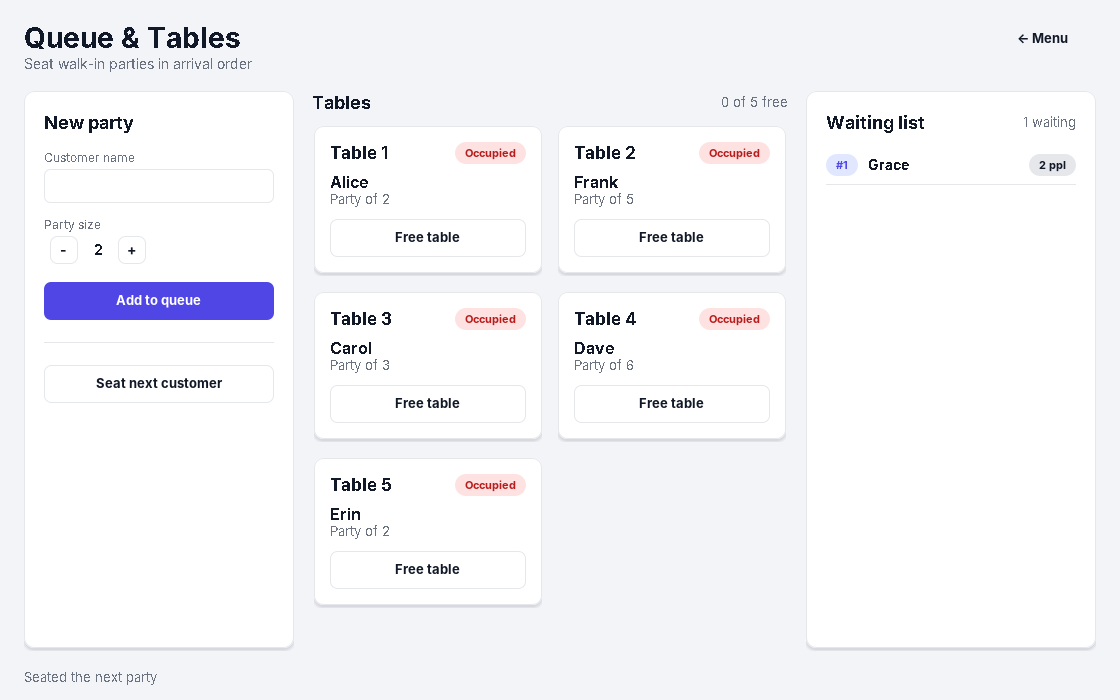 Queue & Tables
Seat walk-in parties in arrival order
← Menu
New party
Customer name
Party size
- 2 +
Add to queue
Seat next customer
Tables
0 of 5 free
Table 1
Occupied
Alice
Party of 2
Free table
Table 2
Occupied
Frank
Party of 5
Free table
Table 3
Occupied
Carol
Party of 3
Free table
Table 4
Occupied
Dave
Party of 6
Free table
Table 5
Occupied
Erin
Party of 2
Free table
Waiting list
1 waiting
#1 Grace 2 ppl
Seated the next party